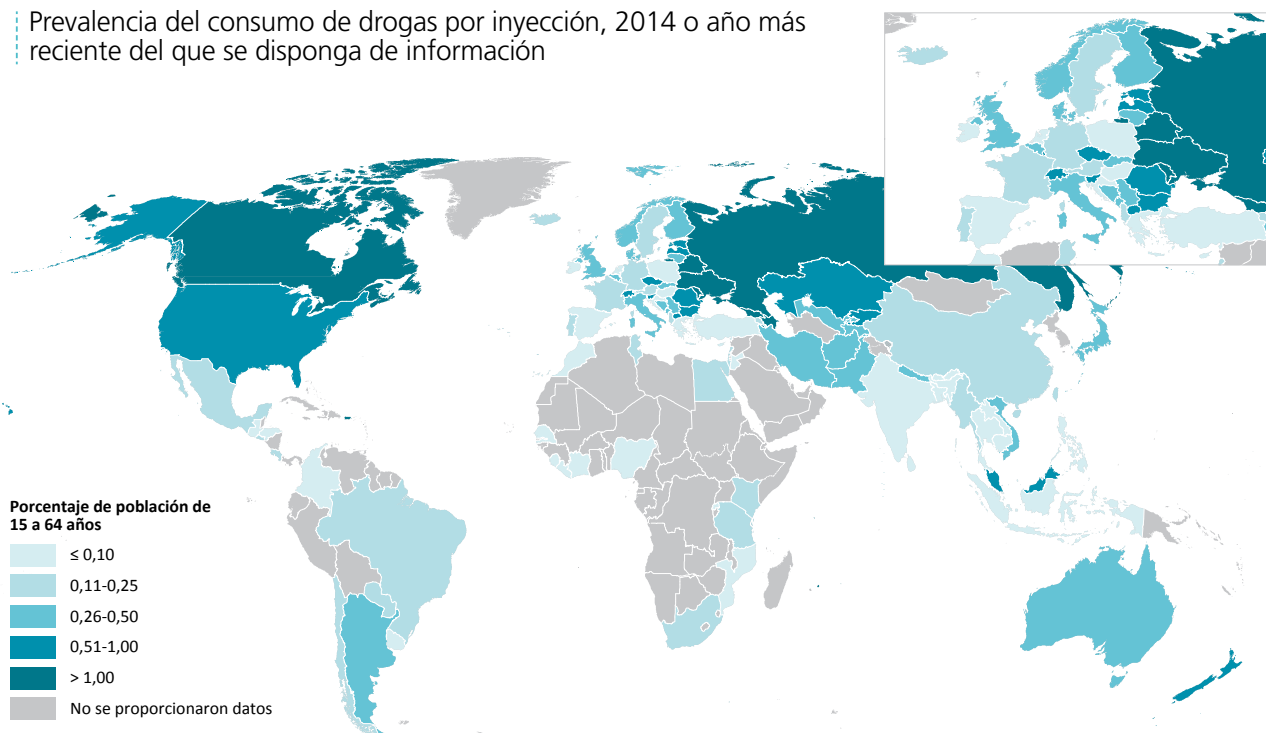 Prevalencia del consumo de drogas por inyección, 2014 o año más
reciente del que se disponga de información
Porcentaje de población de
15 a 64 años
≤ 0,10
0,11-0,25
0,26-0,50
0,51-1,00
> 1,00
No se proporcionaron datos